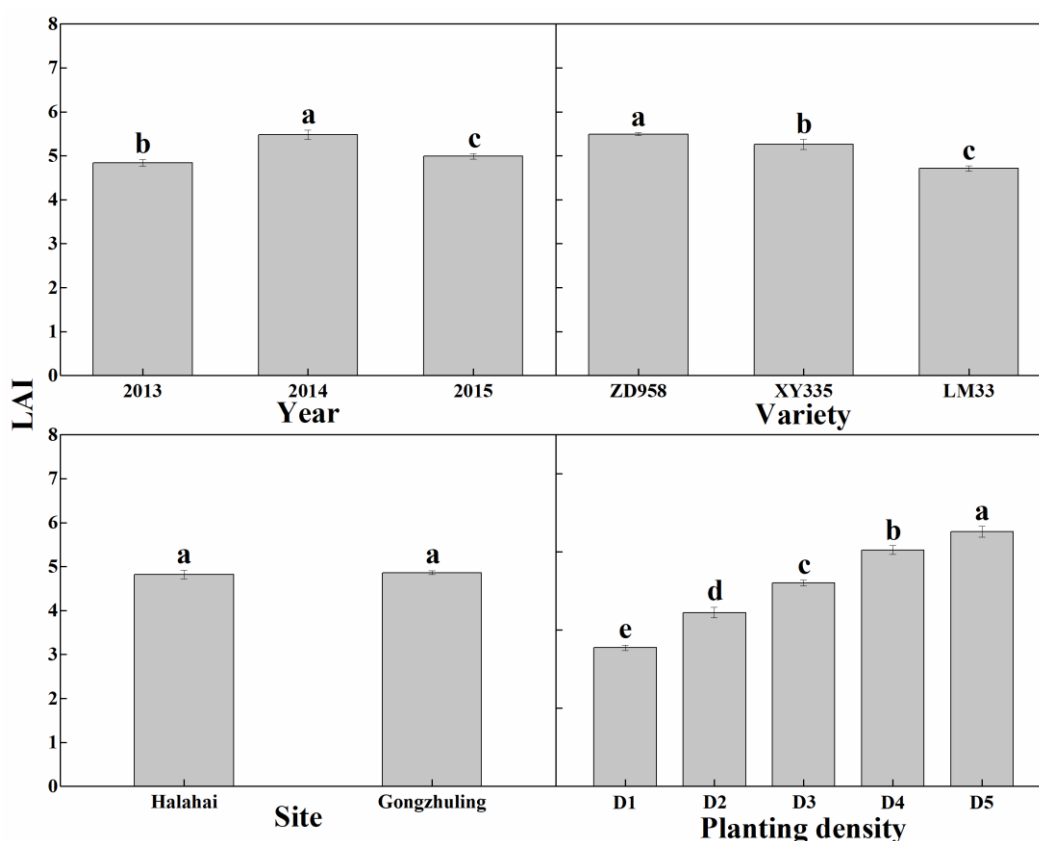 8
7
6
5
4
3
2
1
0
b
a
c
2013
2014
2015
Year
a
b
c
ZD958
XY335
LM33
Variety
LAI
8
7
6
5
4
3
2
1
0
a
a
Halahai
Gongzhuling
Site
e
d
c
b
a
D1
D2
D3
D4
D5
Planting density